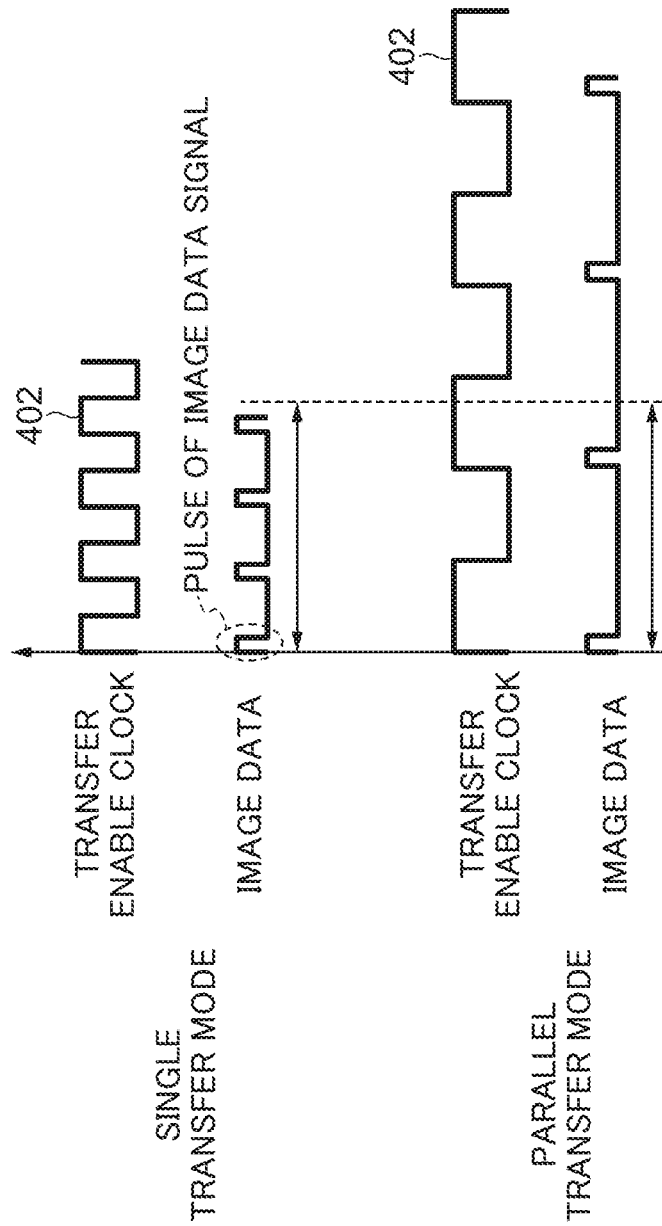 SINGLE
TRANSFER MODE
TRANSFER
ENABLE CLOCK
402
IMAGE DATA
PULSE OF IMAGE DATA SIGNAL
PARALLEL
TRANSFER MODE
TRANSFER
ENABLE CLOCK
402
IMAGE DATA